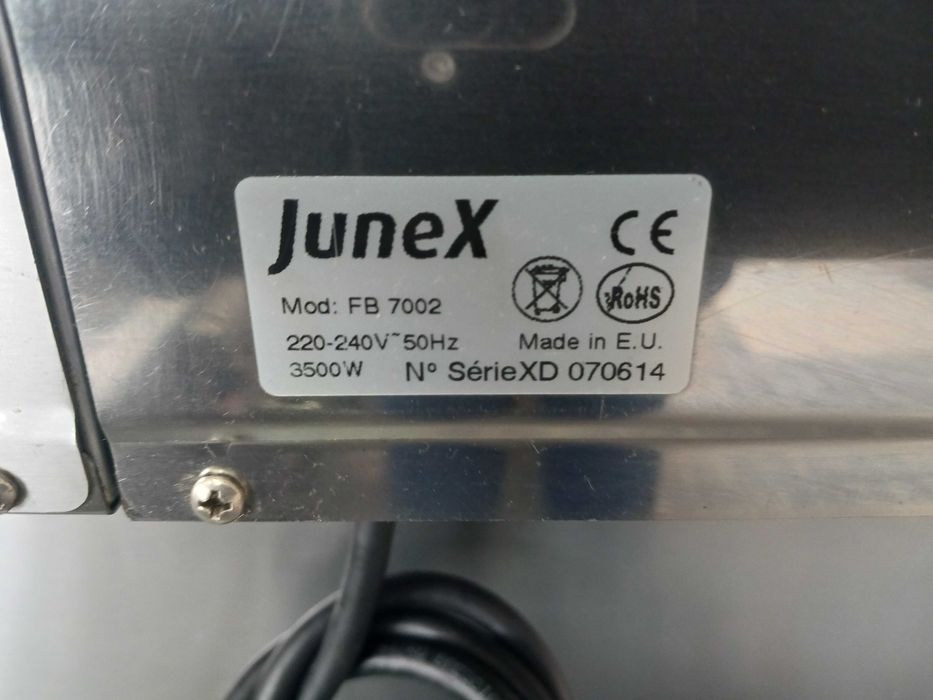 JuneX
CE
Mod: FB 7002
RoHS
220-240V~50Hz Made in E.U.
3500W Nº SérieXD 070614